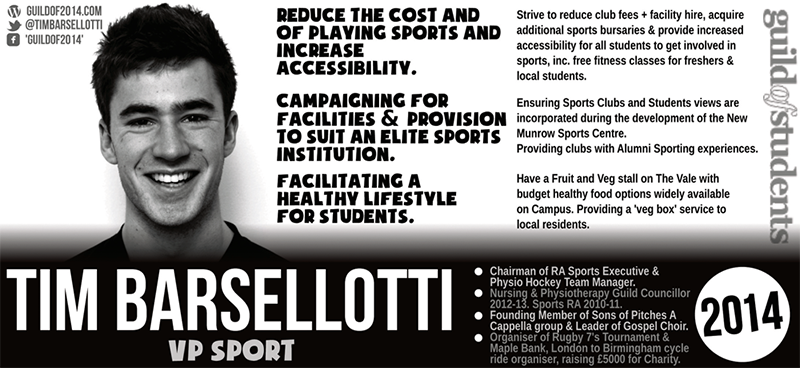 GUILDOF2014.COM
@TIMBARSELLOTTI
'GUILDOF2014'
REDUCE THE COST AND
OF PLAYING SPORTS AND
INCREASE
ACCESSIBILITY.
Strive to reduce club fees + facility hire, acquire
additional sports bursaries & provide increased
accessibility for all students to get involved in
sports, inc. free fitness classes for freshers &
local students.
CAMPAIGNING FOR
FACILITIES & PROVISION
TO SUIT AN ELITE SPORTS
INSTITUTION.
Ensuring Sports Clubs and Students views are
incorporated during the development of the New
Munrow Sports Centre.
Providing clubs with Alumni Sporting experiences.
FACILITATING A
HEALTHY LIFESTYLE
FOR STUDENTS.
Have a Fruit and Veg stall on The Vale with
budget healthy food options widely available
on Campus. Providing a 'veg box' service to
local residents.
guildofstudents
TIM BARSELLOTTI
VP SPORT
• Chairman of RA Sports Executive &
Physio Hockey Team Manager.
• Nursing & Physiotherapy Guild Councillor
2012-13. Sports RA 2010-11.
• Founding Member of Sons of Pitches A
Cappella group & Leader of Gospel Choir.
• Organiser of Rugby 7's Tournament &
Maple Bank, London to Birmingham cycle
ride organiser, raising £5000 for Charity.
2014